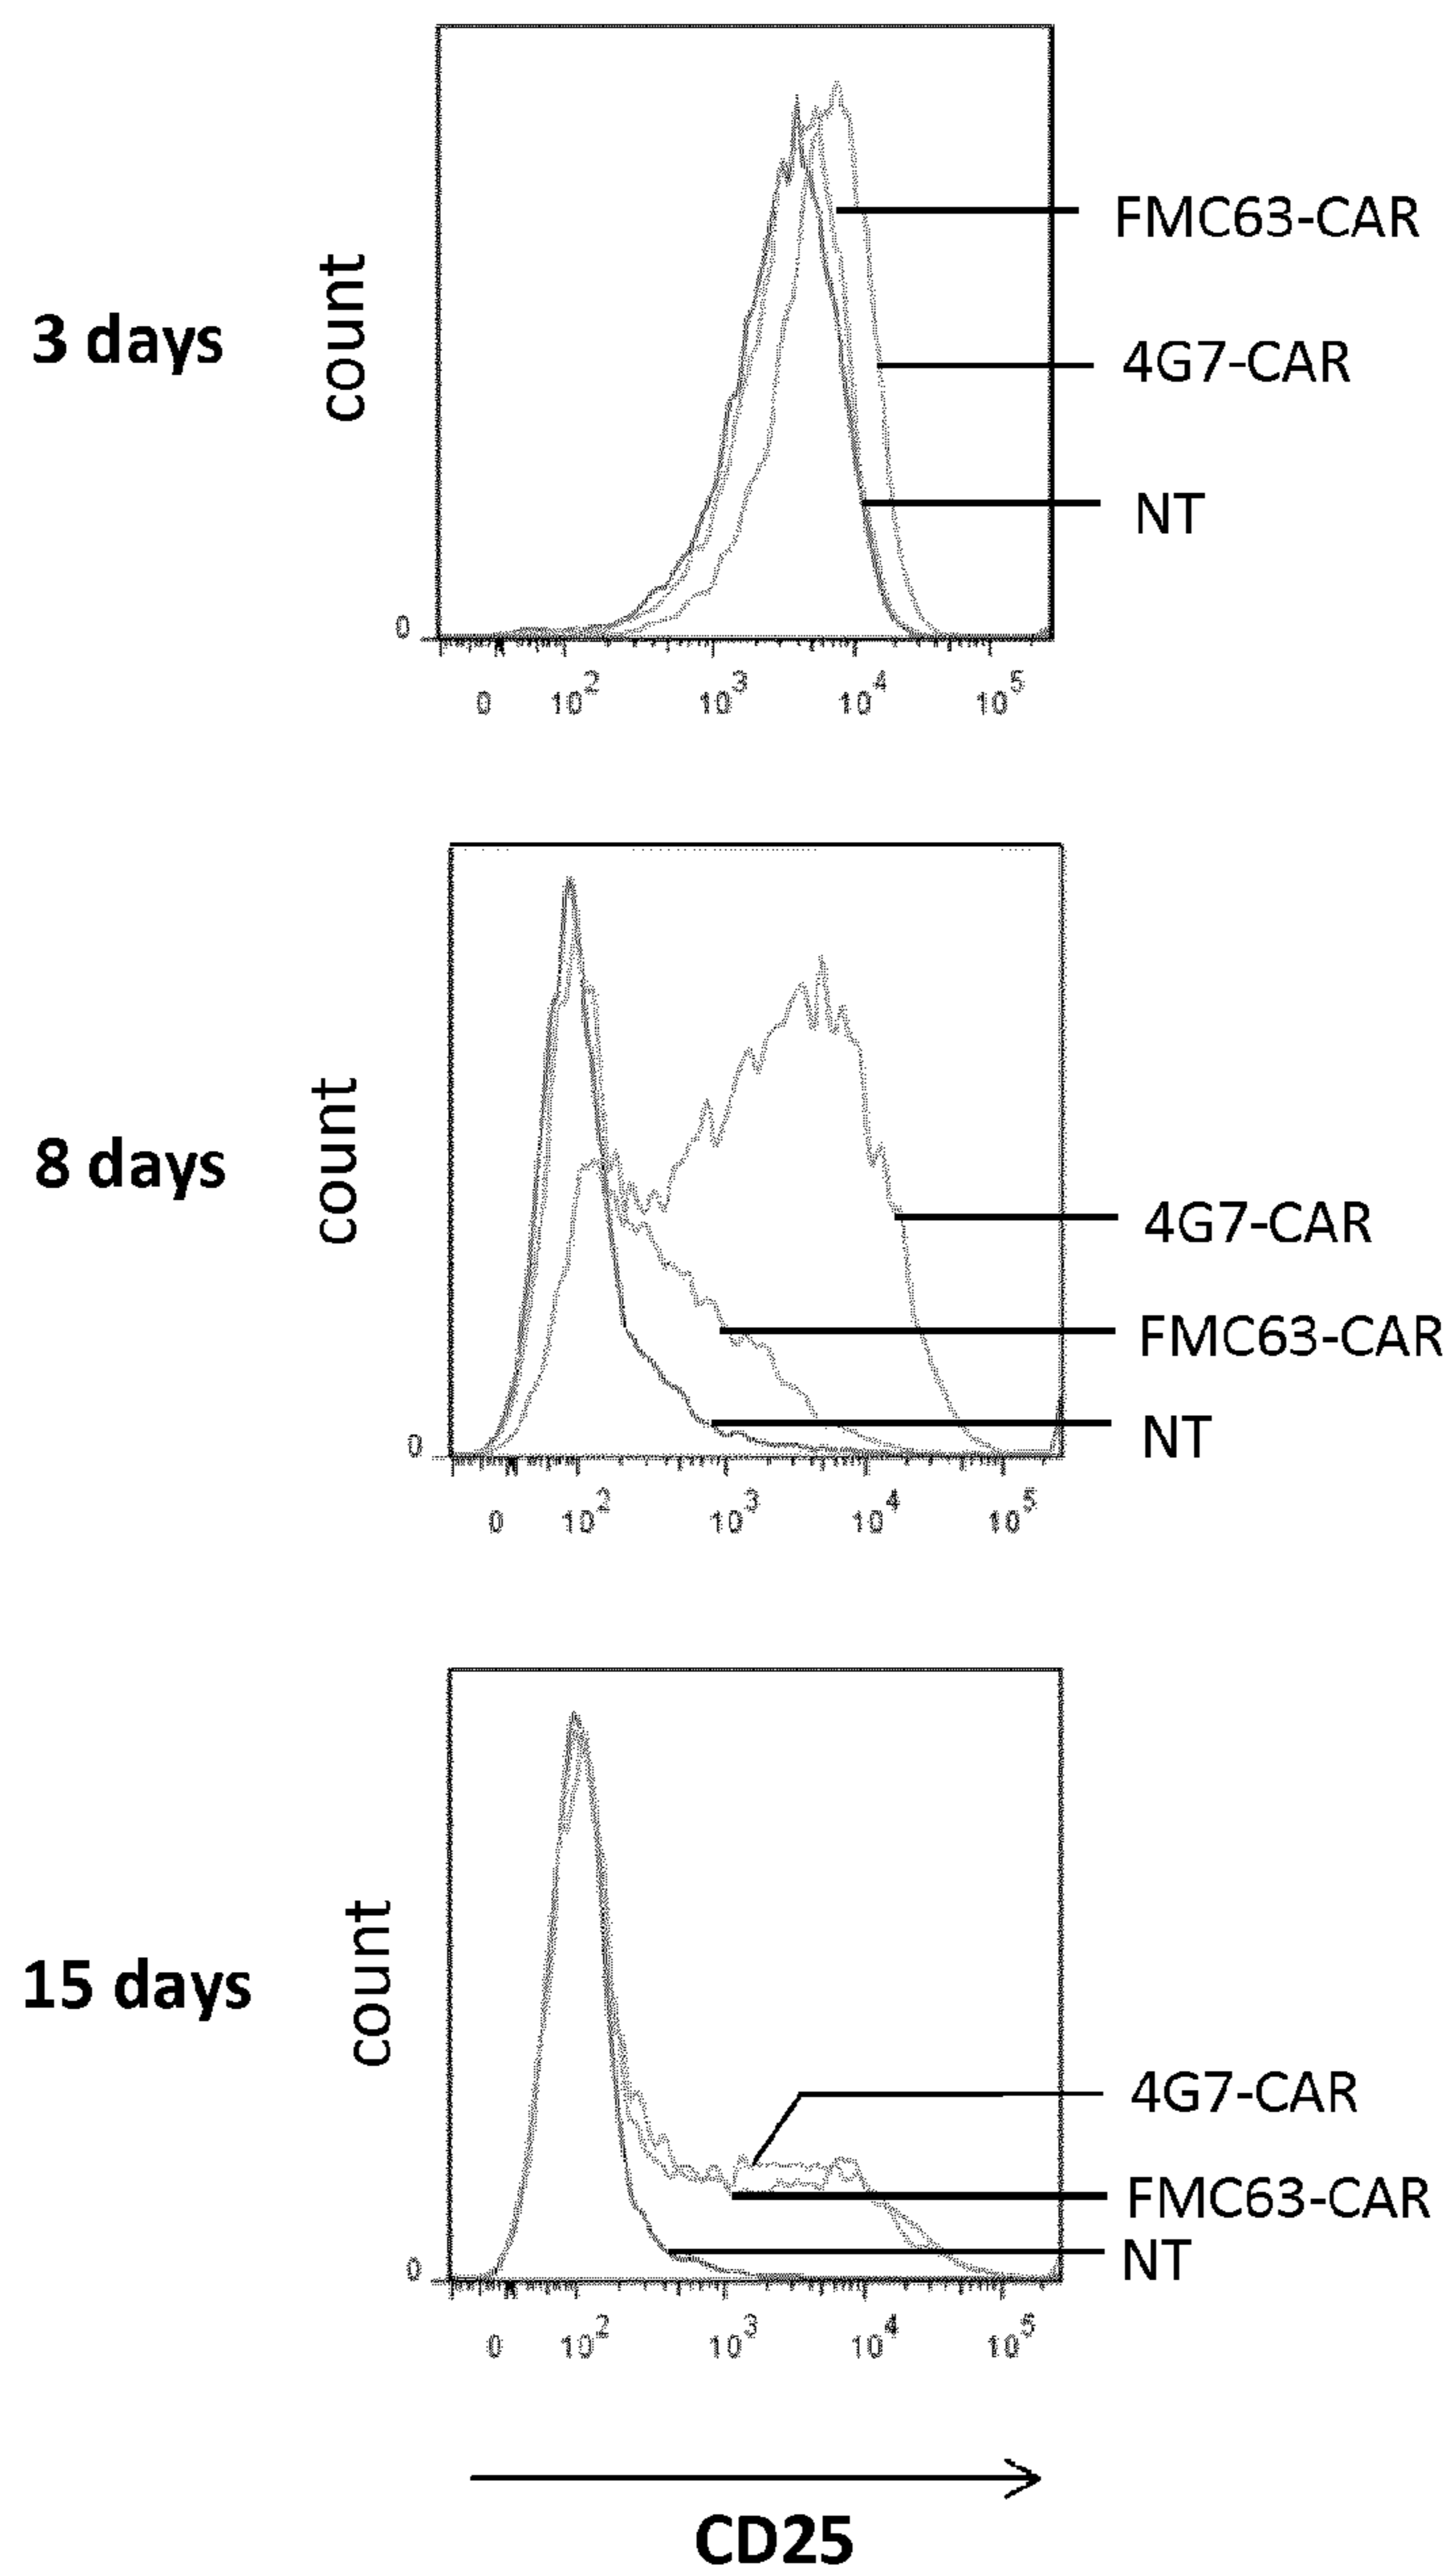 3 days
count
FMC63-CAR
4G7-CAR
NT
0
0 10² 10³ 10⁴ 10⁵
8 days
count
4G7-CAR
FMC63-CAR
NT
0
0 10² 10³ 10⁴ 10⁵
15 days
count
4G7-CAR
FMC63-CAR
NT
0
0 10² 10³ 10⁴ 10⁵
CD25